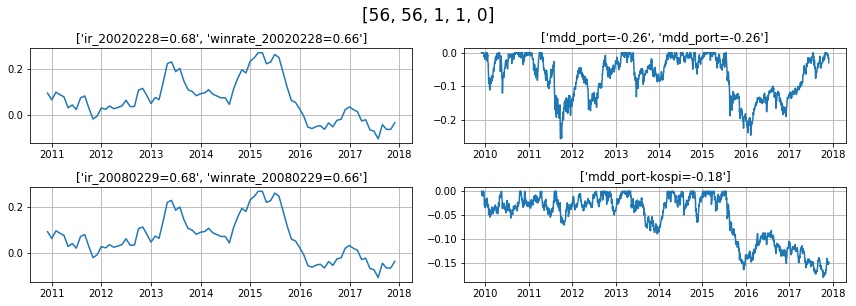 [56, 56, 1, 1, 0]
['ir_20020228=0.68', 'winrate_20020228=0.66']
0.2
0.0
2011 2012 2013 2014 2015 2016 2017 2018
['mdd_port=-0.26', 'mdd_port=-0.26']
0.0
−0.1
−0.2
2010 2011 2012 2013 2014 2015 2016 2017 2018
['ir_20080229=0.68', 'winrate_20080229=0.66']
0.2
0.0
2011 2012 2013 2014 2015 2016 2017 2018
['mdd_port-kospi=-0.18']
0.00
−0.05
−0.10
−0.15
2010 2011 2012 2013 2014 2015 2016 2017 2018